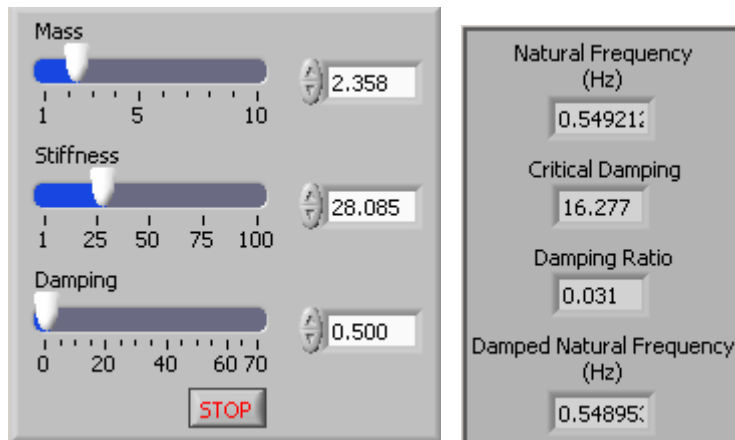 Mass
2.358
1 5 10
Stiffness
28.085
1 25 50 75 100
Damping
0.500
0 20 40 60 70
STOP
Natural Frequency
(Hz)
0.549212
Critical Damping
16.277
Damping Ratio
0.031
Damped Natural Frequency
(Hz)
0.54895